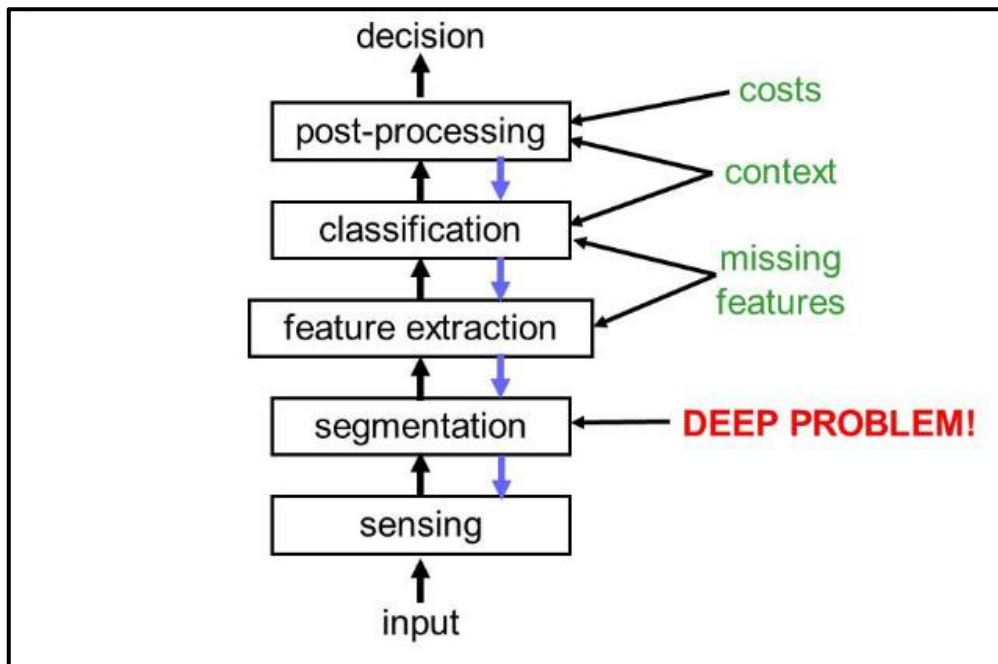 decision
costs
post-processing
context
classification
missing
features
feature extraction
DEEP PROBLEM!
segmentation
sensing
input